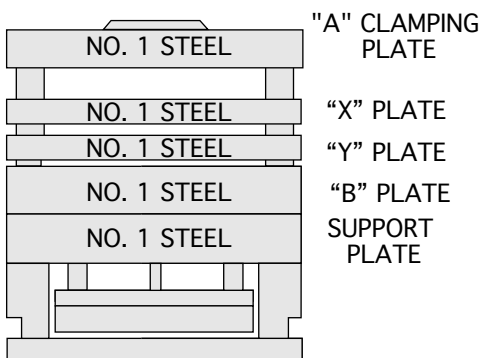 "A" CLAMPING
PLATE
NO. 1 STEEL
NO. 1 STEEL
“X” PLATE
NO. 1 STEEL
“Y” PLATE
NO. 1 STEEL
“B” PLATE
NO. 1 STEEL
SUPPORT
PLATE